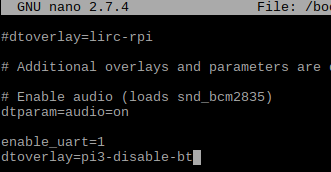 GNU nano 2.7.4 File: /bo
#dtoverlay=lirc-rpi
# Additional overlays and parameters are
# Enable audio (loads snd_bcm2835)
dtparam=audio=on
enable_uart=1
dtoverlay=pi3-disable-bt